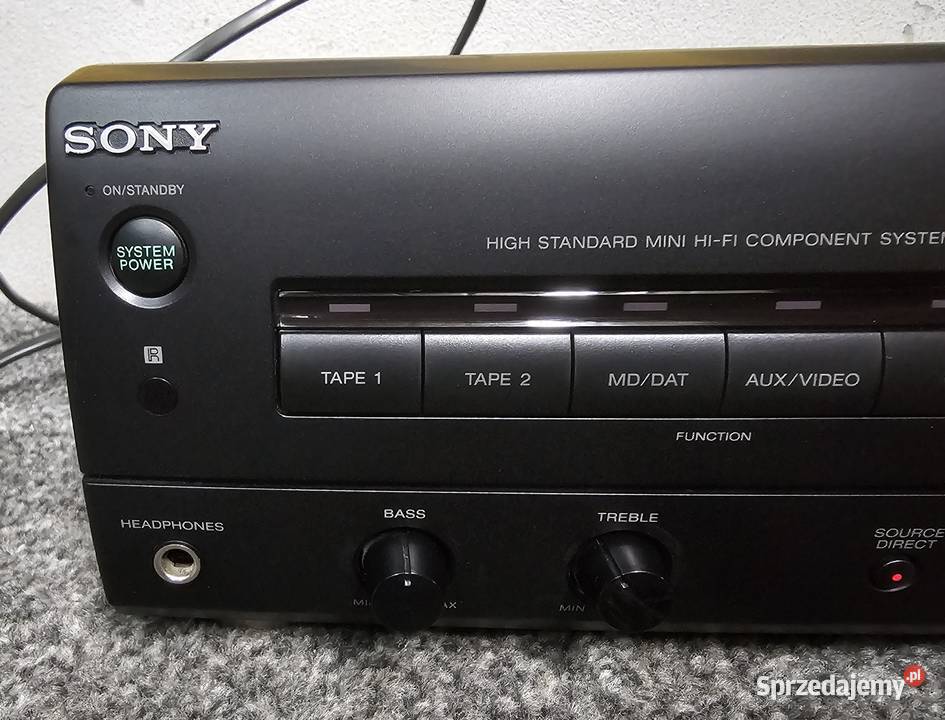 SONY
ON/STANDBY
SYSTEM
POWER
HIGH STANDARD MINI HI-FI COMPONENT SYSTEM
R
TAPE 1
TAPE 2
MD/DAT
AUX/VIDEO
FUNCTION
HEADPHONES
BASS
TREBLE
SOURCE
DIRECT
MIN
Sprzedajemy.pl